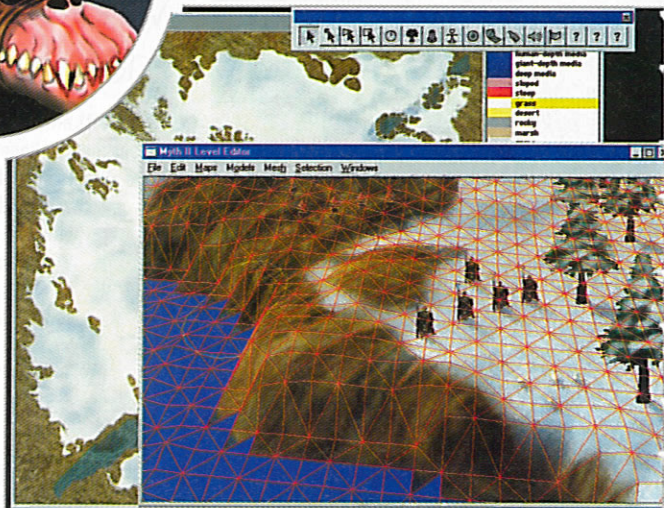 ? ? ?
human-depth media
giant-depth media
deep media
sloped
steep
grass
desert
rocky
marsh
Myth II Level Editor
File Edit Maps Models Mesh Selection Windows